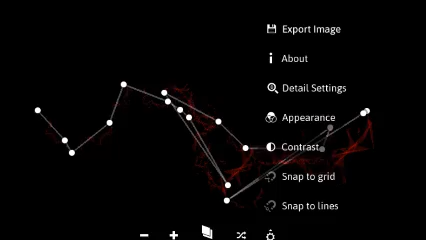 Export Image
About
Detail Settings
Appearance
Contrast
Snap to grid
Snap to lines